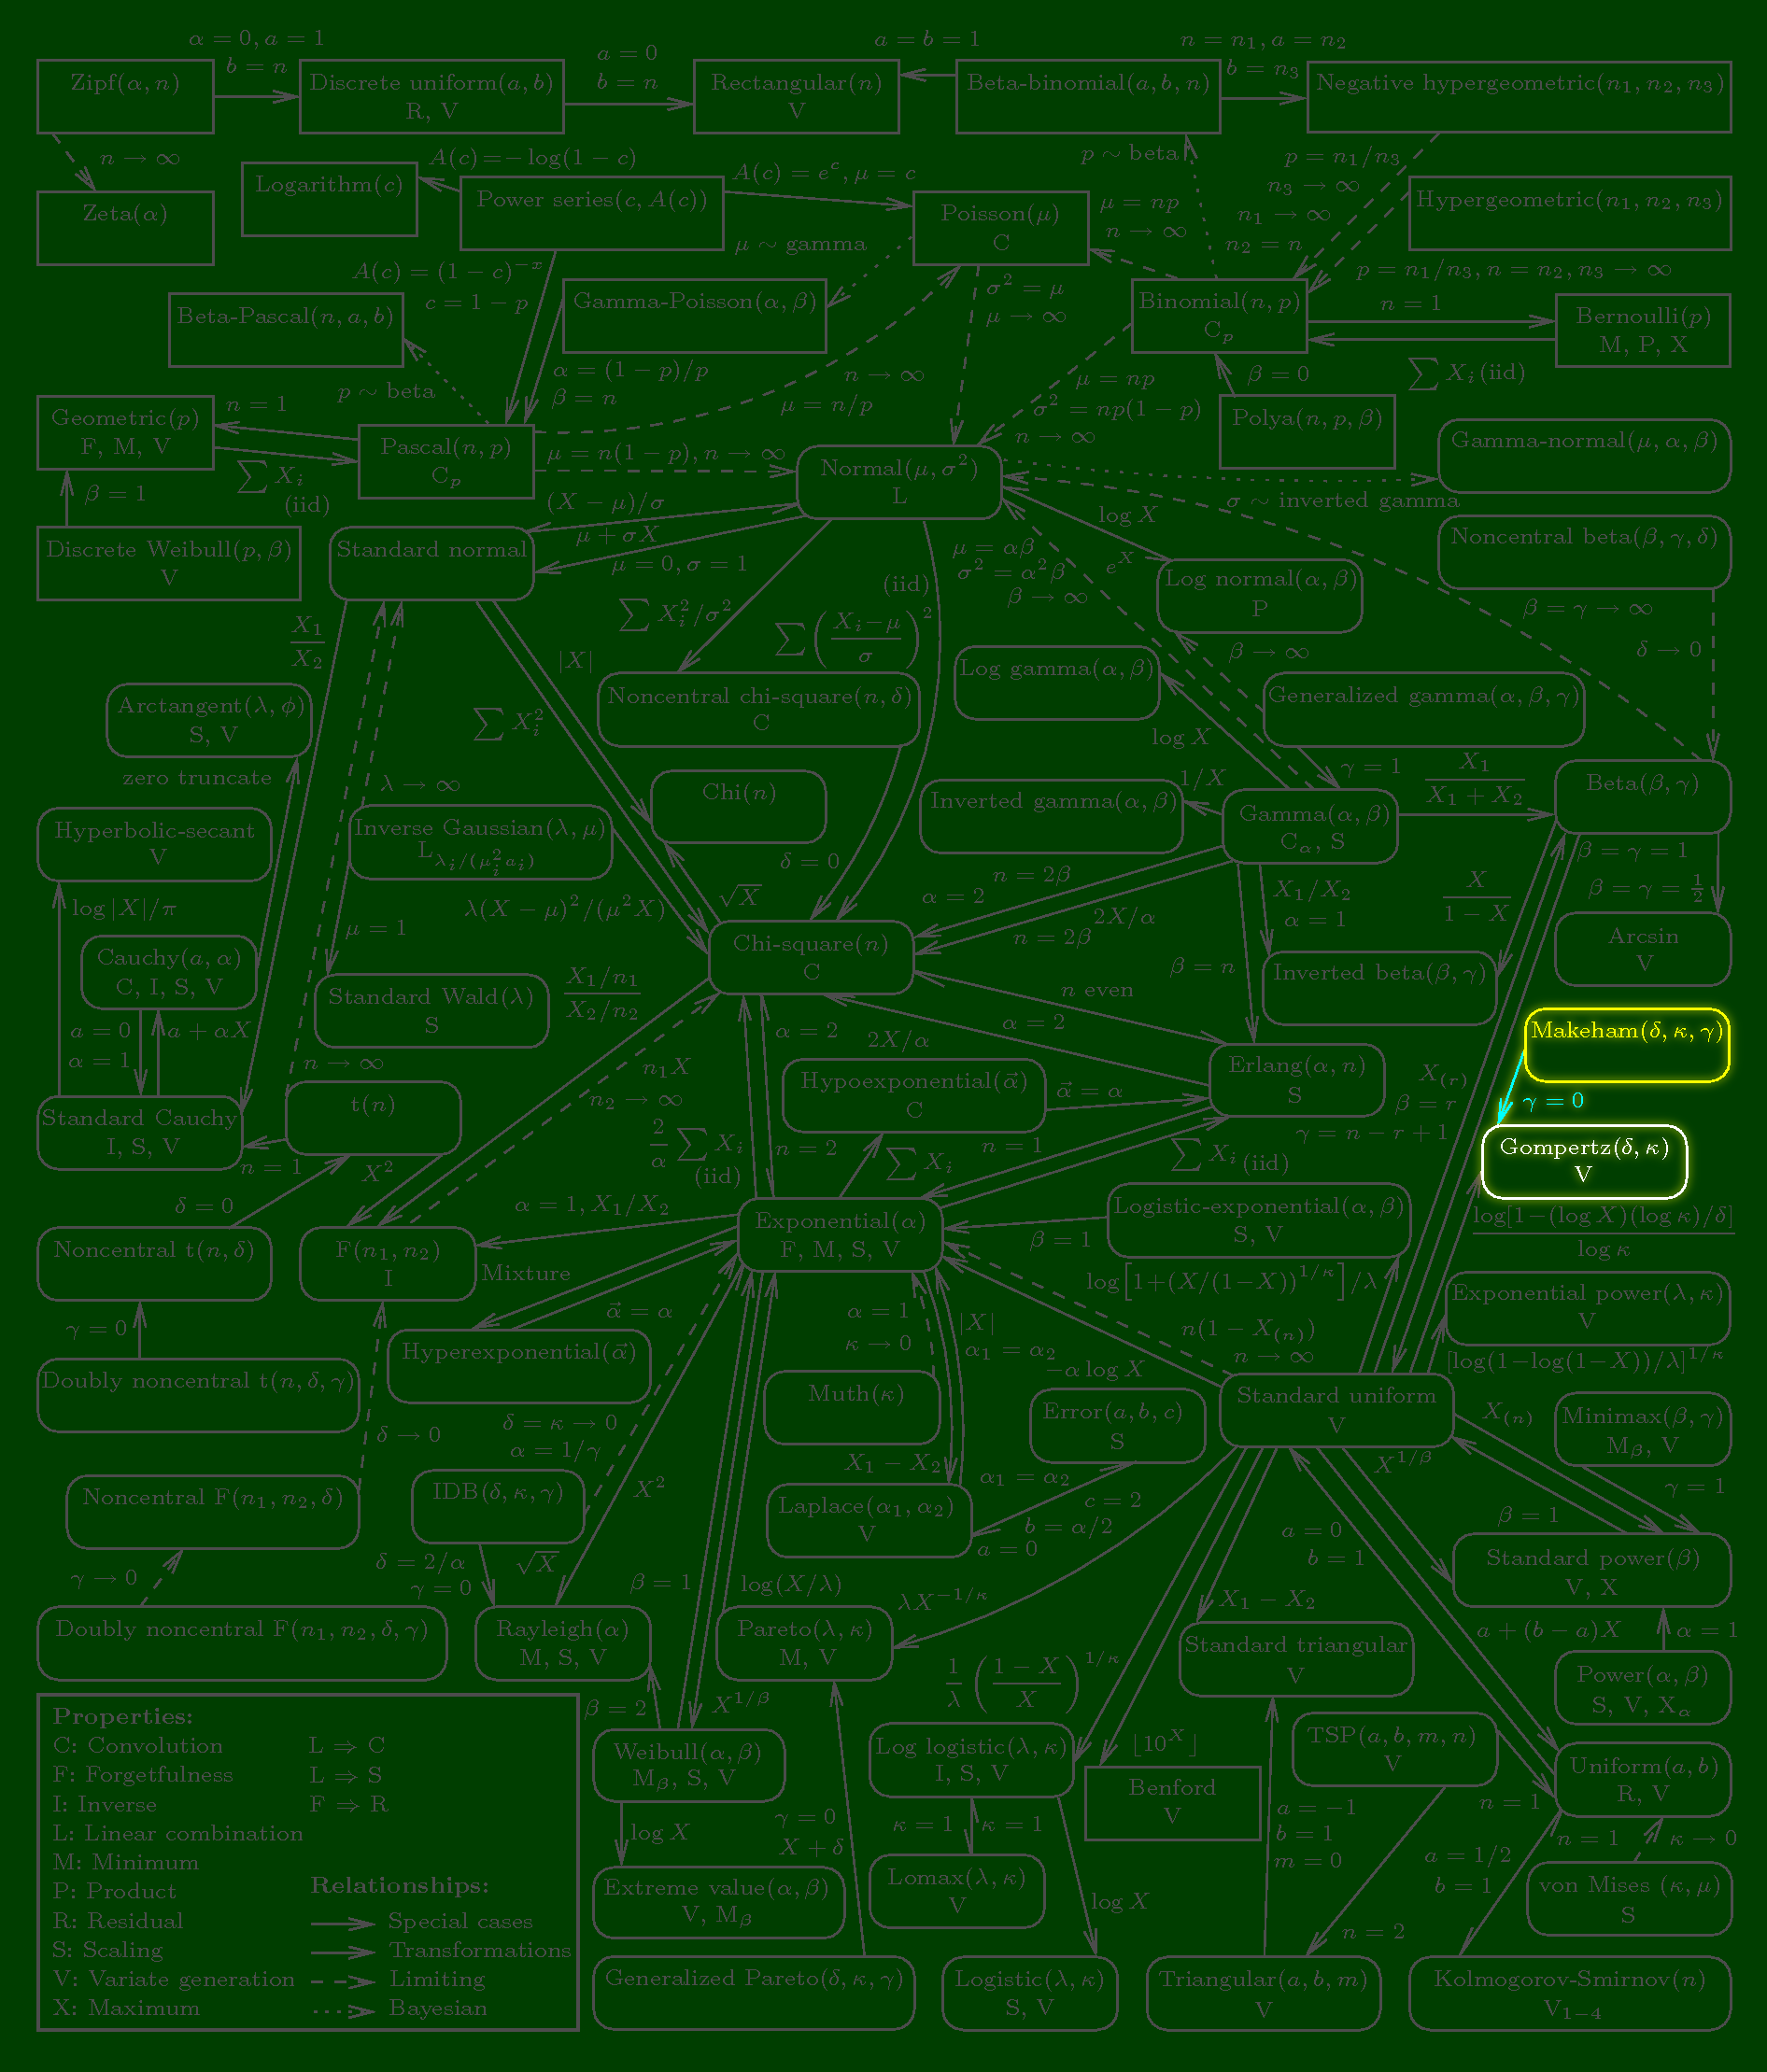 α = 0, a = 1
b = n
a = 0
b = n
a = b = 1
n = n₁, a = n₂
b = n₃
Zipf(α, n)
Discrete uniform(a, b)
R, V
Rectangular(n)
V
Beta-binomial(a, b, n)
Negative hypergeometric(n₁, n₂, n₃)
n → ∞
A(c) = −log(1 − c)
A(c) = eᶜ, μ = c
p ∼ beta
p = n₁/n₃
n₃ → ∞
n₁ → ∞
n₂ = n
Zeta(α)
Logarithm(c)
Power series(c, A(c))
Poisson(μ)
C
μ = np
n → ∞
Hypergeometric(n₁, n₂, n₃)
μ ∼ gamma
A(c) = (1 − c)⁻ˣ
c = 1 − p
σ² = μ
μ → ∞
p = n₁/n₃, n = n₂, n₃ → ∞
Beta-Pascal(n, a, b)
Gamma-Poisson(α, β)
Binomial(n, p)
Cₚ
n = 1
Bernoulli(p)
M, P, X
α = (1 − p)/p
β = n
n → ∞
μ = n/p
μ = np
σ² = np(1 − p)
n → ∞
β = 0
∑ Xᵢ (iid)
p ∼ beta
Geometric(p)
F, M, V
n = 1
∑ Xᵢ
(iid)
Pascal(n, p)
Cₚ
μ = n(1 − p), n → ∞
Normal(μ, σ²)
L
Polya(n, p, β)
Gamma-normal(μ, α, β)
σ ∼ inverted gamma
β = 1
(X − μ)/σ
μ + σX
μ = 0, σ = 1
log X
Discrete Weibull(p, β)
V
Standard normal
μ = αβ
σ² = α²β
β → ∞
eˣ
Noncentral beta(β, γ, δ)
Log normal(α, β)
P
(iid)
∑ Xᵢ²/σ²
∑ ((Xᵢ−μ)/σ)²
β = γ → ∞
δ → 0
X₁/X₂
|X|
∑ Xᵢ²
β → ∞
Log gamma(α, β)
Noncentral chi-square(n, δ)
C
Generalized gamma(α, β, γ)
Arctangent(λ, φ)
S, V
zero truncate
log X
λ → ∞
Chi(n)
1/X
γ = 1
X₁/(X₁ + X₂)
Beta(β, γ)
Hyperbolic-secant
V
Inverse Gaussian(λ, μ)
L λᵢ/(μᵢ²aᵢ)
Inverted gamma(α, β)
Gamma(α, β)
C_α, S
δ = 0
n = 2β
α = 2
X₁/X₂
α = 1
X/(1 − X)
β = γ = 1
β = γ = 1/2
log |X|/π
λ(X − μ)²/(μ²X)
√X
2X/α
n = 2β
μ = 1
Cauchy(a, α)
C, I, S, V
Chi-square(n)
C
Arcsin
V
Standard Wald(λ)
S
(X₁/n₁)/(X₂/n₂)
β = n
Inverted beta(β, γ)
n even
α = 2
α = 2
2X/α
a = 0
α = 1
a + αX
n → ∞
n₁X
n₂ → ∞
Makeham(δ, κ, γ)
Erlang(α, n)
S
X₍ᵣ₎
β = r
γ = n − r + 1
γ = 0
Standard Cauchy
I, S, V
t(n)
Hypoexponential(α⃗)
C
α⃗ = α
Gompertz(δ, κ)
V
n = 1
X²
(2/α) ∑ Xᵢ
(iid)
n = 2
∑ Xᵢ
n = 1
∑ Xᵢ (iid)
δ = 0
α = 1, X₁/X₂
Exponential(α)
F, M, S, V
Logistic-exponential(α, β)
S, V
β = 1
log[1−(log X)(log κ)/δ]
log κ
Noncentral t(n, δ)
F(n₁, n₂)
I
Mixture
α⃗ = α
log[1+(X/(1−X))^(1/κ)]/λ
Exponential power(λ, κ)
V
γ = 0
α = 1
κ → 0
|X|
α₁ = α₂
n(1 − X₍ₙ₎)
n → ∞
−α log X
[log(1−log(1−X))/λ]^(1/κ)
Hyperexponential(α⃗)
Doubly noncentral t(n, δ, γ)
Muth(κ)
Error(a, b, c)
S
Standard uniform
V
X₍ₙ₎
Minimax(β, γ)
M_β, V
δ → 0
δ = κ → 0
α = 1/γ
X²
X₁ − X₂
α₁ = α₂
X^(1/β)
γ = 1
Noncentral F(n₁, n₂, δ)
IDB(δ, κ, γ)
Laplace(α₁, α₂)
V
c = 2
b = α/2
a = 0
a = 0
b = 1
β = 1
Standard power(β)
V, X
γ → 0
δ = 2/α
γ = 0
√X
β = 1
log(X/λ)
λX^(−1/κ)
X₁ − X₂
Doubly noncentral F(n₁, n₂, δ, γ)
Rayleigh(α)
M, S, V
Pareto(λ, κ)
M, V
Standard triangular
V
a + (b − a)X
α = 1
(1/λ) ((1 − X)/X)^(1/κ)
Power(α, β)
S, V, X_α
β = 2
X^(1/β)
Properties:
C: Convolution L ⇒ C
F: Forgetfulness L ⇒ S
I: Inverse F ⇒ R
L: Linear combination
M: Minimum
P: Product
R: Residual
S: Scaling
V: Variate generation
X: Maximum
Relationships:
Special cases
Transformations
Limiting
Bayesian
Weibull(α, β)
M_β, S, V
Log logistic(λ, κ)
I, S, V
⌊10ˣ⌋
Benford
V
TSP(a, b, m, n)
V
Uniform(a, b)
R, V
log X
γ = 0
X + δ
κ = 1
κ = 1
a = −1
b = 1
m = 0
n = 1
n = 1
κ → 0
a = 1/2
b = 1
Extreme value(α, β)
V, M_β
Lomax(λ, κ)
V
log X
n = 2
von Mises (κ, μ)
S
Generalized Pareto(δ, κ, γ)
Logistic(λ, κ)
S, V
Triangular(a, b, m)
V
Kolmogorov-Smirnov(n)
V₁₋₄